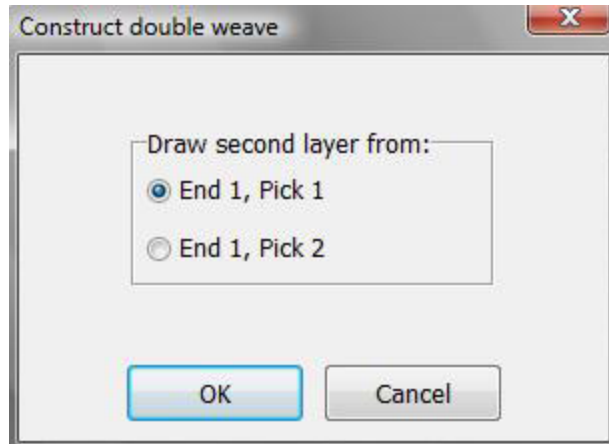 Construct double weave
Draw second layer from:
End 1, Pick 1
End 1, Pick 2
OK Cancel